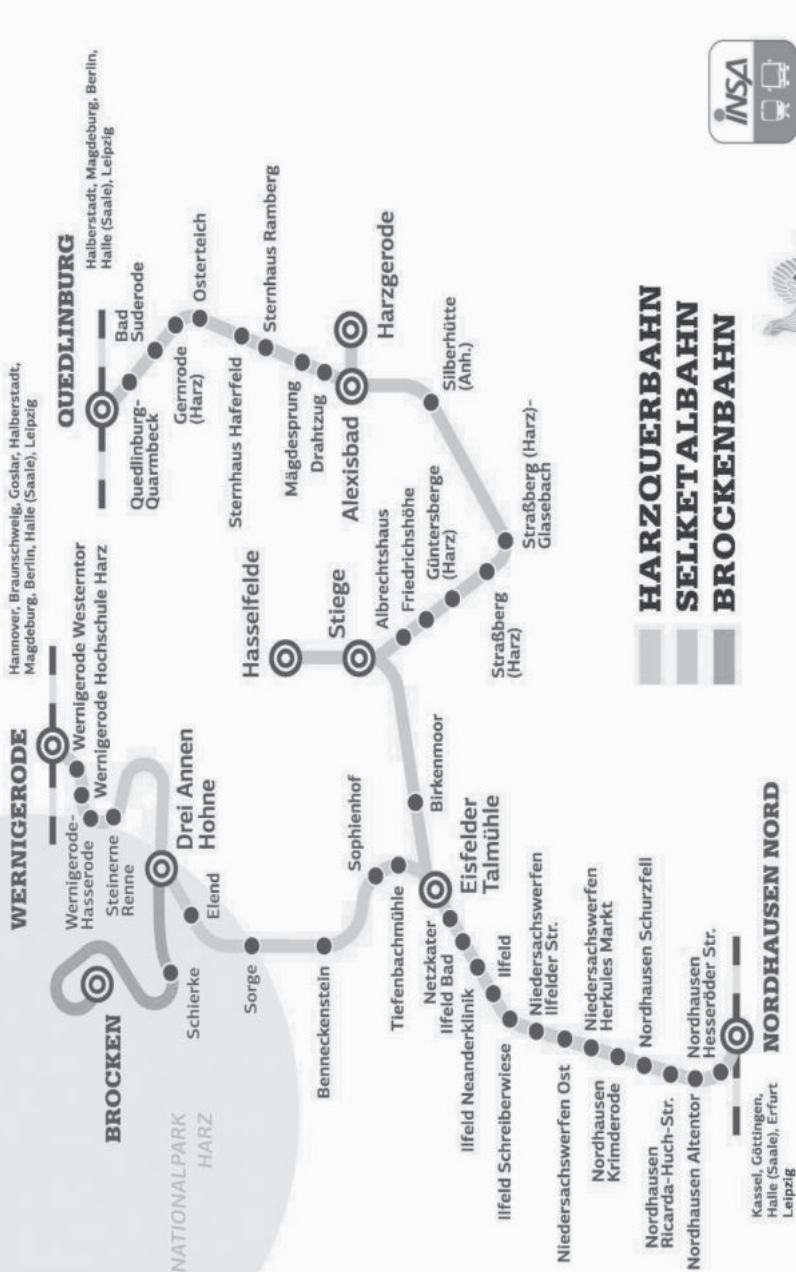 WERNIGERODE
Hannover, Braunschweig, Goslar, Halberstadt,
Magdeburg, Berlin, Halle (Saale), Leipzig
Wernigerode Westerntor
Wernigerode Hochschule Harz
Wernigerode-
Hasserode
Steinerne
Renne
Drei Annen
Hohne
BROCKEN
Schierke
NATIONALPARK
HARZ
Elend
Sorge
Benneckenstein
Sophienhof
Tiefenbachmühle
Eisfelder
Talmühle
Birkenmoor
Netzkater
Ilfeld Bad
Ilfeld Neanderklinik
Ilfeld
Ilfeld Schreiberwiese
Niedersachswerfen
Ilfelder Str.
Niedersachswerfen Ost
Niedersachswerfen
Herkules Markt
Nordhausen
Krimderode
Nordhausen Schurzfell
Nordhausen
Ricarda-Huch-Str.
Nordhausen Altentor
Nordhausen
Hesseröder Str.
NORDHAUSEN NORD
Kassel, Göttingen,
Halle (Saale), Erfurt
Leipzig
QUEDLINBURG
Halberstadt, Magdeburg, Berlin,
Halle (Saale), Leipzig
Quedlinburg-
Quarmbeck
Bad
Suderode
Gernrode
(Harz)
Osterteich
Sternhaus Haferfeld
Sternhaus Ramberg
Mägdesprung
Drahtzug
Alexisbad
Harzgerode
Silberhütte
(Anh.)
Straßberg (Harz)-
Glasebach
Straßberg
(Harz)
Güntersberge
(Harz)
Friedrichshöhe
Albrechtshaus
Stiege
Hasselfelde
HARZQUERBAHN
SELKETALBAHN
BROCKENBAHN
INSA